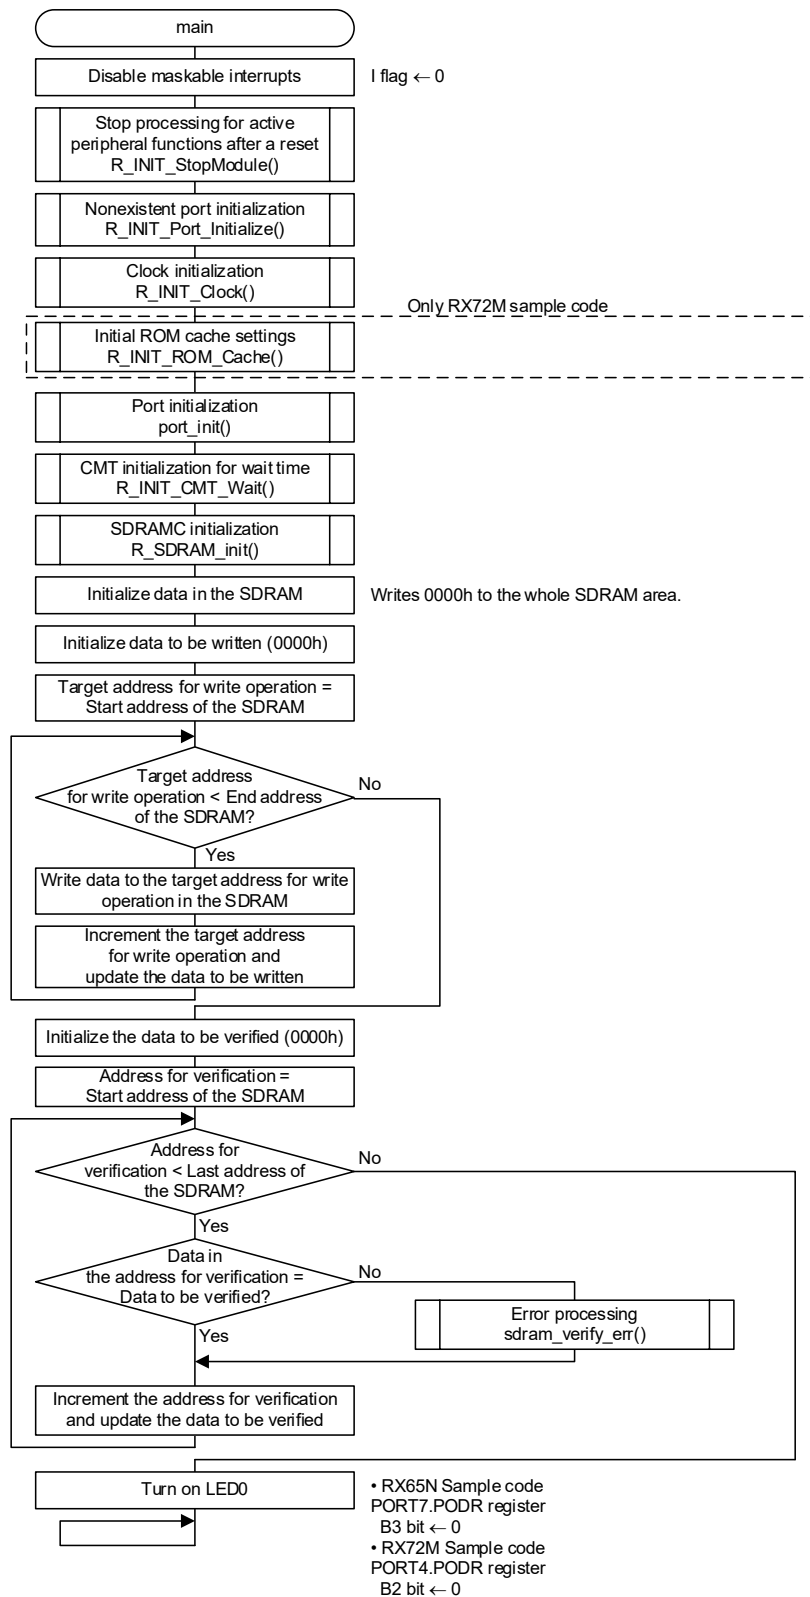 main
Disable maskable interrupts
I flag ← 0
Stop processing for active
peripheral functions after a reset
R_INIT_StopModule()
Nonexistent port initialization
R_INIT_Port_Initialize()
Clock initialization
R_INIT_Clock()
Only RX72M sample code
Initial ROM cache settings
R_INIT_ROM_Cache()
Port initialization
port_init()
CMT initialization for wait time
R_INIT_CMT_Wait()
SDRAMC initialization
R_SDRAM_init()
Initialize data in the SDRAM
Writes 0000h to the whole SDRAM area.
Initialize data to be written (0000h)
Target address for write operation =
Start address of the SDRAM
Target address
for write operation < End address
of the SDRAM?
No
Yes
Write data to the target address for write
operation in the SDRAM
Increment the target address
for write operation and
update the data to be written
Initialize the data to be verified (0000h)
Address for verification =
Start address of the SDRAM
Address for
verification < Last address of
the SDRAM?
No
Yes
Data in
the address for verification =
Data to be verified?
No
Error processing
sdram_verify_err()
Yes
Increment the address for verification
and update the data to be verified
Turn on LED0
• RX65N Sample code
PORT7.PODR register
B3 bit ← 0
• RX72M Sample code
PORT4.PODR register
B2 bit ← 0